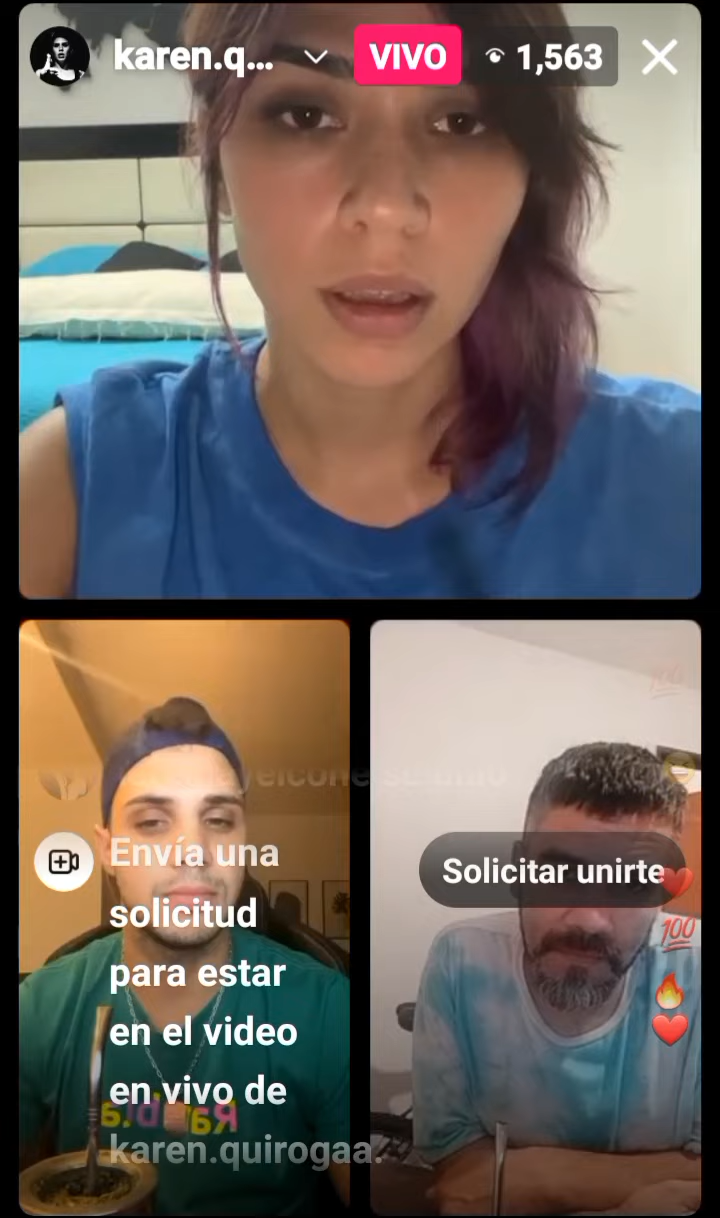 karen.q...
VIVO
1,563
Envía una
solicitud
para estar
en el video
en vivo de
karen.quirogaa.
Solicitar unirte
100